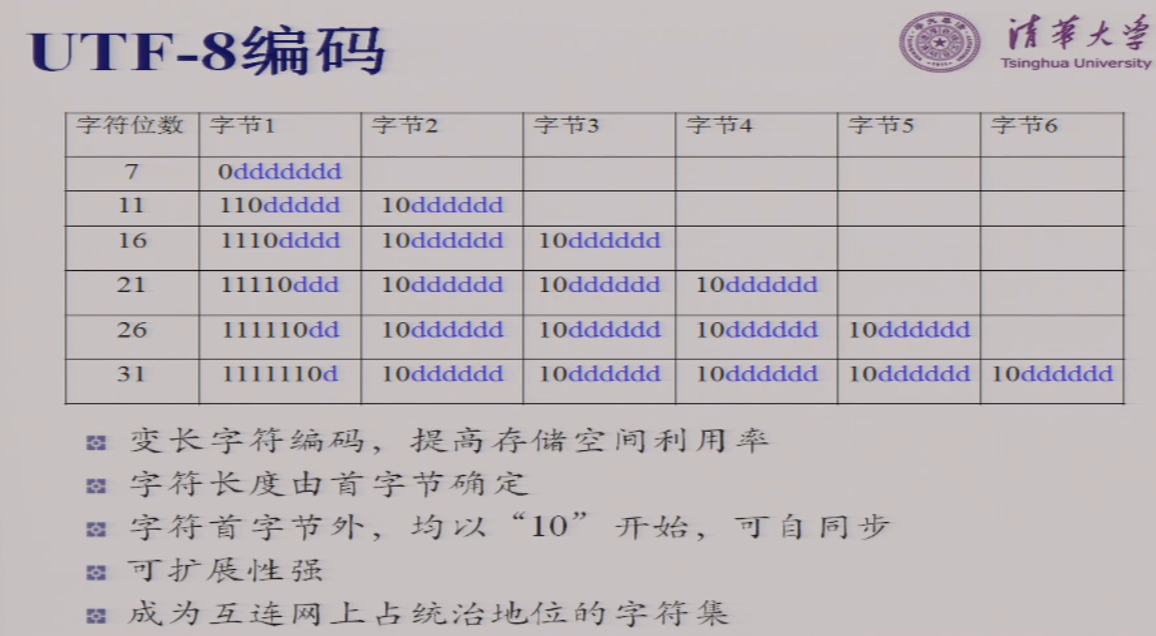 UTF-8编码
清华大学
Tsinghua University
字符位数 字节1 字节2 字节3 字节4 字节5 字节6
7 0ddddddd
11 110ddddd 10dddddd
16 1110dddd 10dddddd 10dddddd
21 11110ddd 10dddddd 10dddddd 10dddddd
26 111110dd 10dddddd 10dddddd 10dddddd 10dddddd
31 1111110d 10dddddd 10dddddd 10dddddd 10dddddd 10dddddd
变长字符编码，提高存储空间利用率
字符长度由首字节确定
字符首字节外，均以“10”开始，可自同步
可扩展性强
成为互连网上占统治地位的字符集